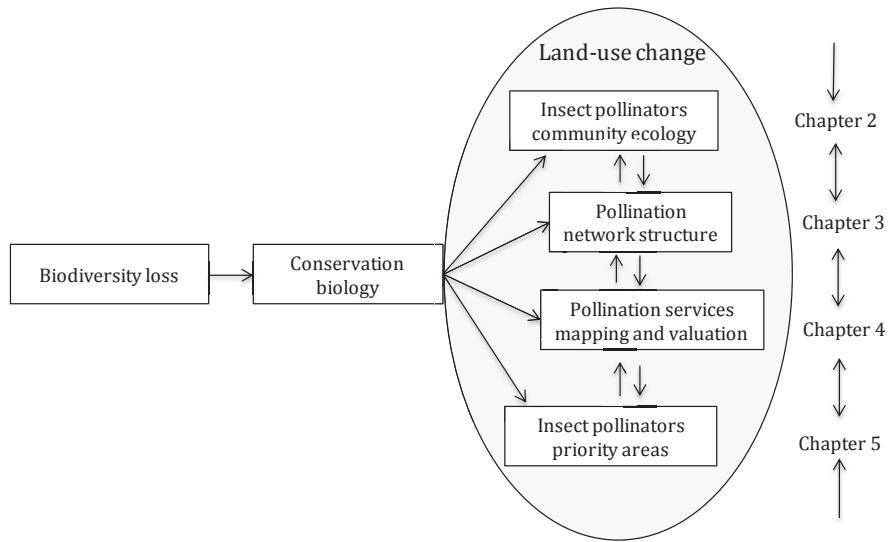 Land-use change
Insect pollinators
community ecology
Chapter 2
Pollination
network structure
Chapter 3
Biodiversity loss
Conservation
biology
Pollination services
mapping and valuation
Chapter 4
Insect pollinators
priority areas
Chapter 5